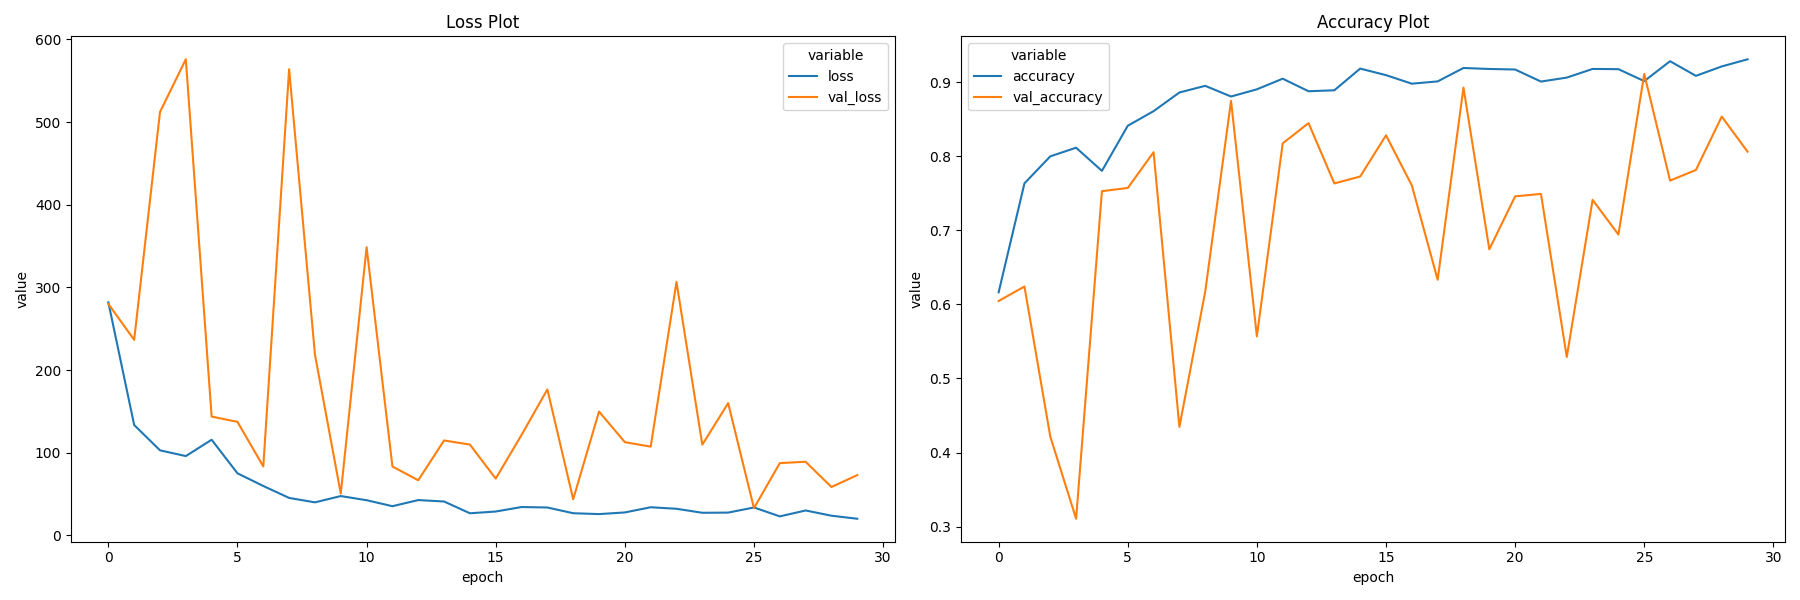 Loss Plot
600
500
400
300
200
100
0
value
0 5 10 15 20 25 30
epoch
variable
loss
val_loss
Accuracy Plot
0.9
0.8
0.7
0.6
0.5
0.4
0.3
value
0 5 10 15 20 25 30
epoch
variable
accuracy
val_accuracy